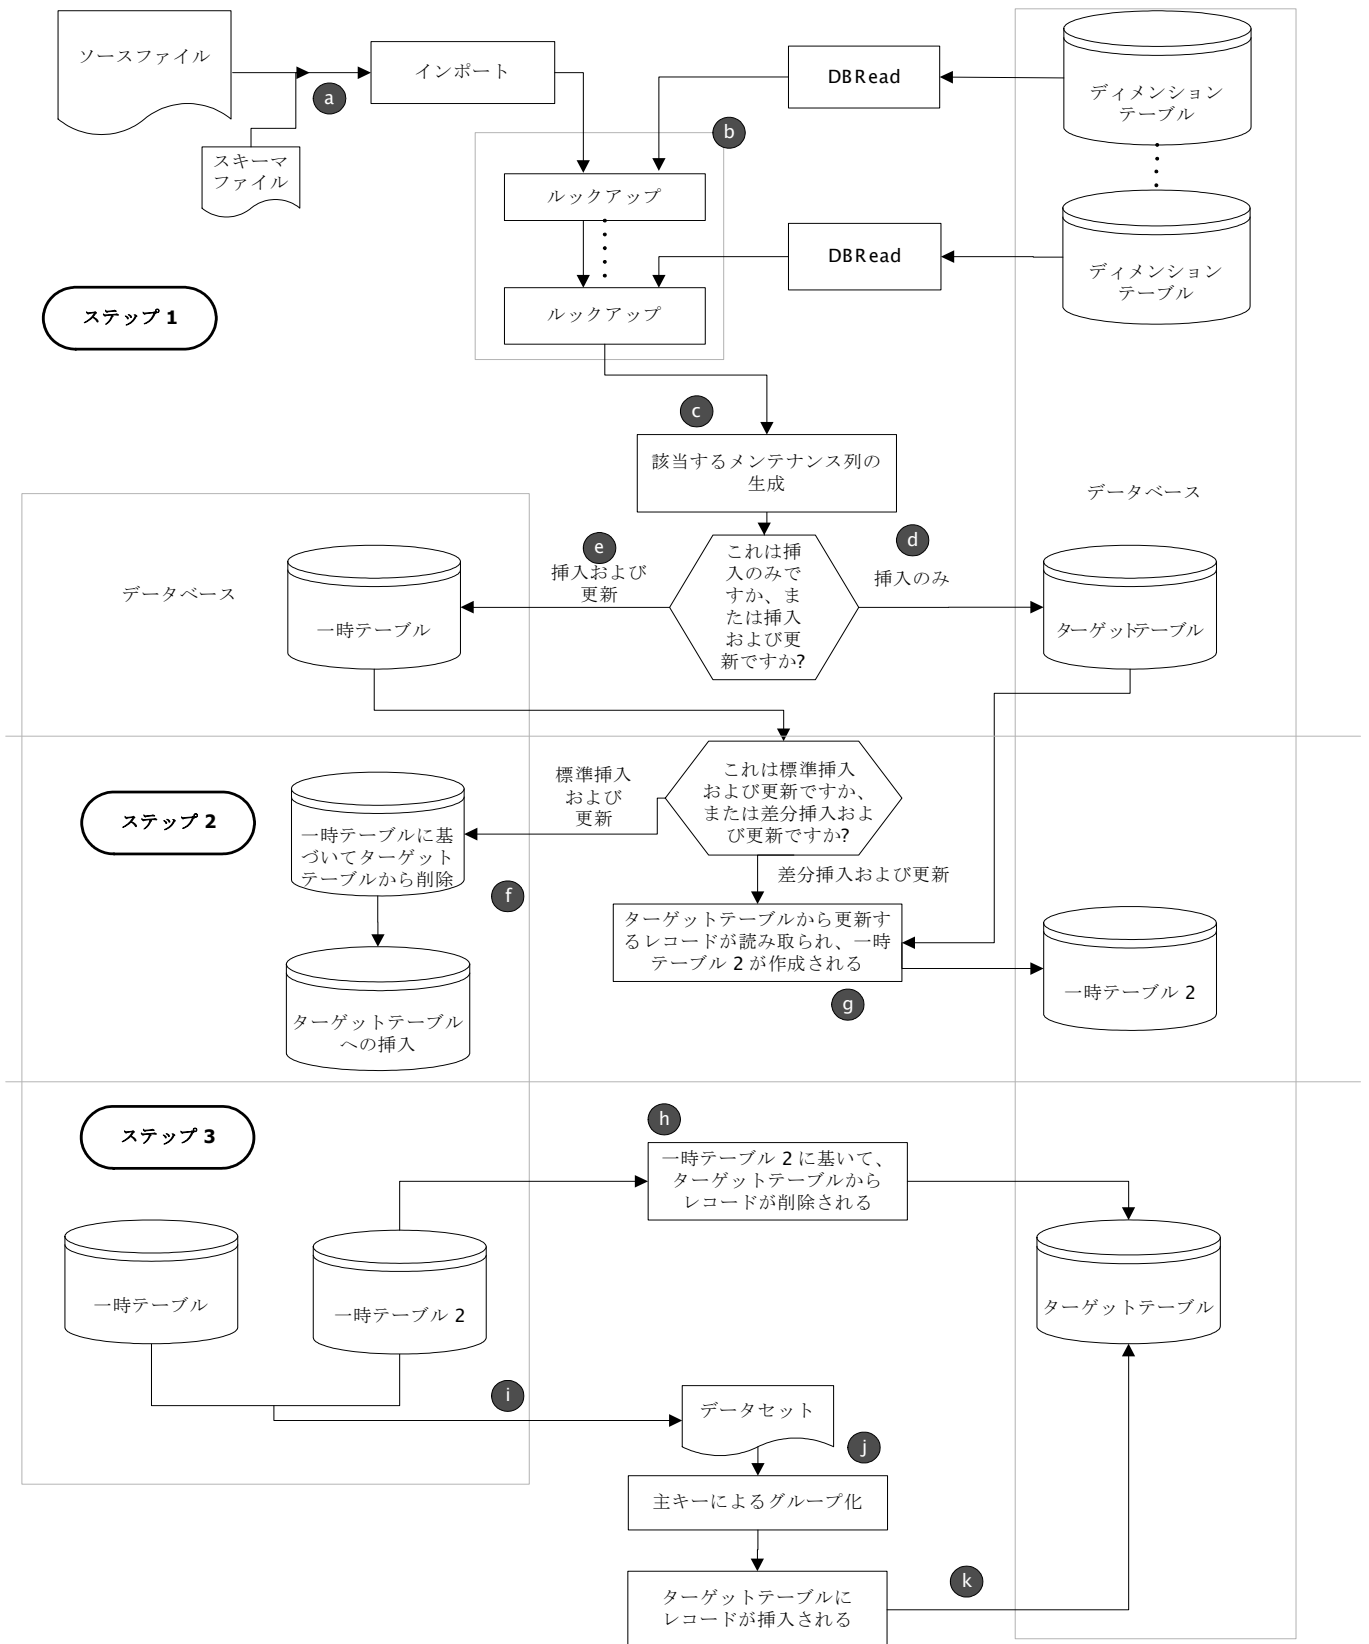 ソースファイル
インポート
a
スキーマ
ファイル
DBRead
ディメンション
テーブル
b
ルックアップ
DBRead
ディメンション
テーブル
ルックアップ
ステップ 1
c
該当するメンテナンス列の
生成
データベース
データベース
一時テーブル
e
挿入および
更新
これは挿
入のみで
すか、ま
たは挿入
および更
新ですか?
d
挿入のみ
ターゲットテーブル
ステップ 2
標準挿入
および
更新
これは標準挿入
および更新ですか、
または差分挿入およ
び更新ですか?
一時テーブルに基
づいてターゲット
テーブルから削除
f
差分挿入および更新
ターゲットテーブルから更新す
るレコードが読み取られ、一時
テーブル 2 が作成される
g
一時テーブル 2
ターゲットテーブル
への挿入
ステップ 3
h
一時テーブル 2 に基いて、
ターゲットテーブルから
レコードが削除される
一時テーブル
一時テーブル 2
ターゲットテーブル
i
データセット
j
主キーによるグループ化
ターゲットテーブルに
レコードが挿入される
k